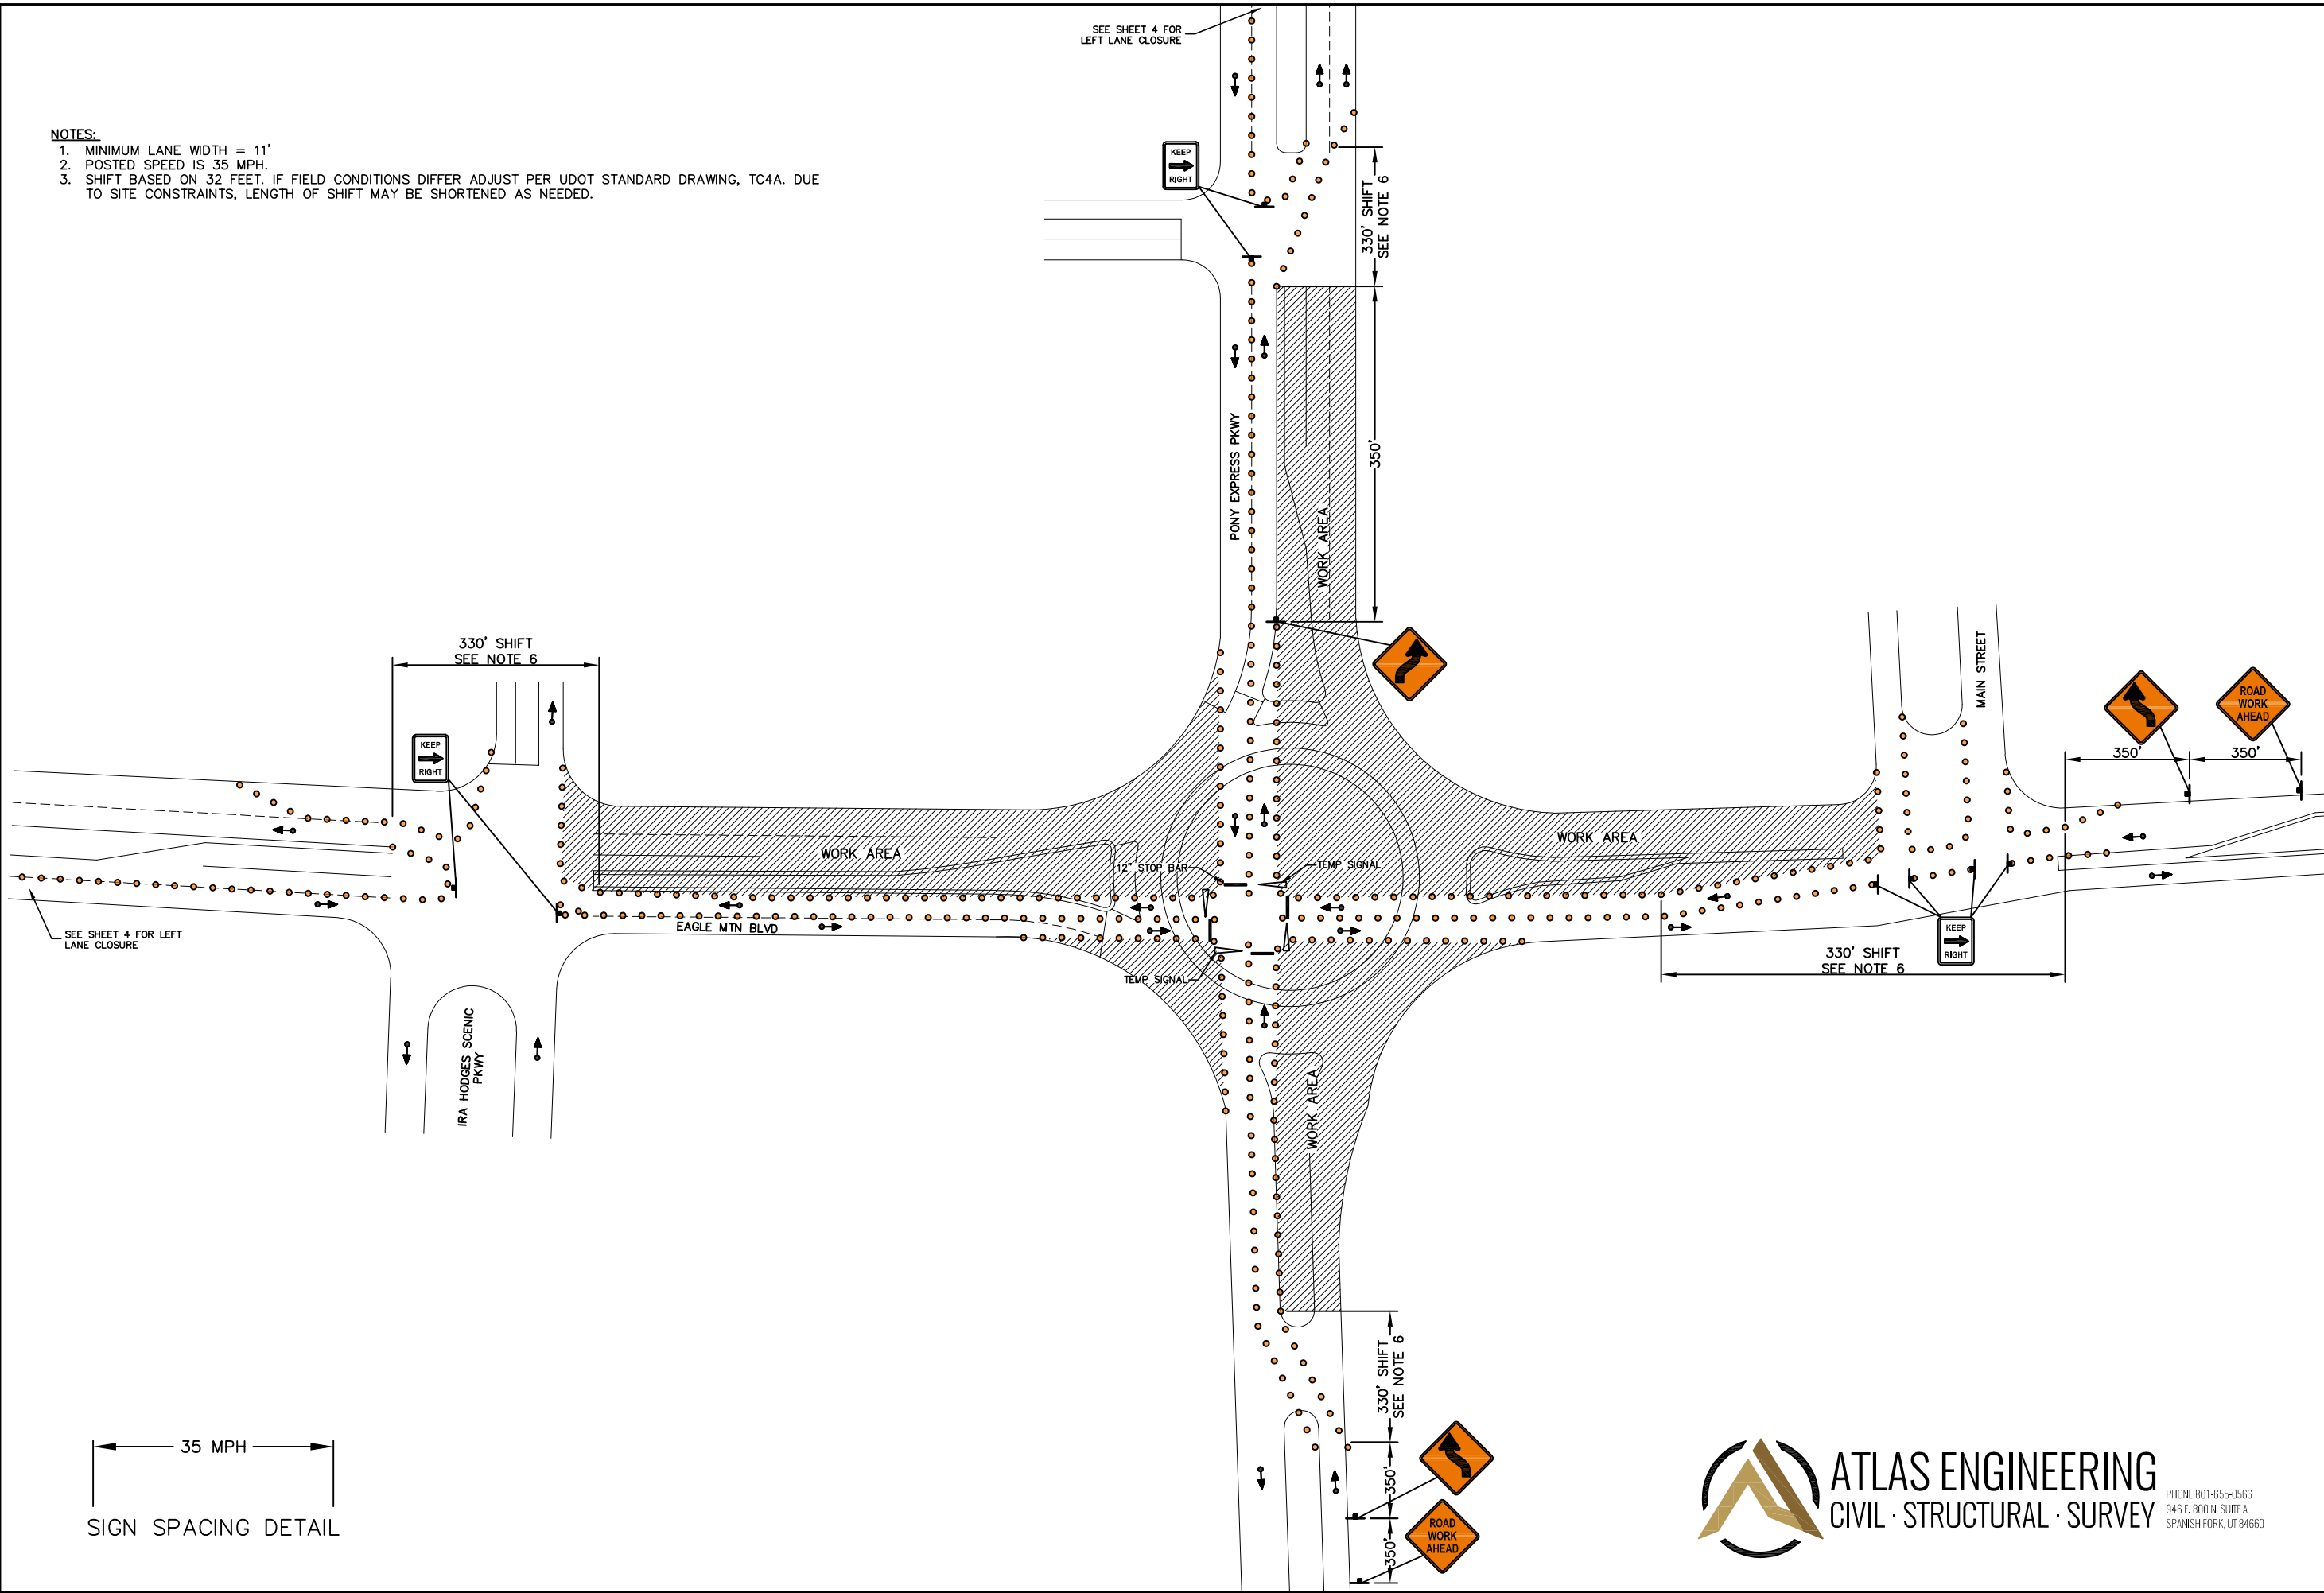 SEE SHEET 4 FOR
LEFT LANE CLOSURE
NOTES:
1. MINIMUM LANE WIDTH = 11'
2. POSTED SPEED IS 35 MPH.
3. SHIFT BASED ON 32 FEET. IF FIELD CONDITIONS DIFFER ADJUST PER UDOT STANDARD DRAWING, TC4A. DUE
TO SITE CONSTRAINTS, LENGTH OF SHIFT MAY BE SHORTENED AS NEEDED.
KEEP
RIGHT
330' SHIFT
SEE NOTE 6
350'
PONY EXPRESS PKWY
WORK AREA
330' SHIFT
SEE NOTE 6
KEEP
RIGHT
MAIN STREET
ROAD
WORK
AHEAD
350'
350'
WORK AREA
WORK AREA
12" STOP BAR
TEMP SIGNAL
EAGLE MTN BLVD
SEE SHEET 4 FOR LEFT
LANE CLOSURE
TEMP SIGNAL
KEEP
RIGHT
330' SHIFT
SEE NOTE 6
IRA HODGES SCENIC
PKWY
WORK AREA
330' SHIFT
SEE NOTE 6
350'
350'
ROAD
WORK
AHEAD
35 MPH
SIGN SPACING DETAIL
ATLAS ENGINEERING
CIVIL · STRUCTURAL · SURVEY
PHONE:801-655-0566
946 E. 800 N. SUITE A
SPANISH FORK, UT 84660